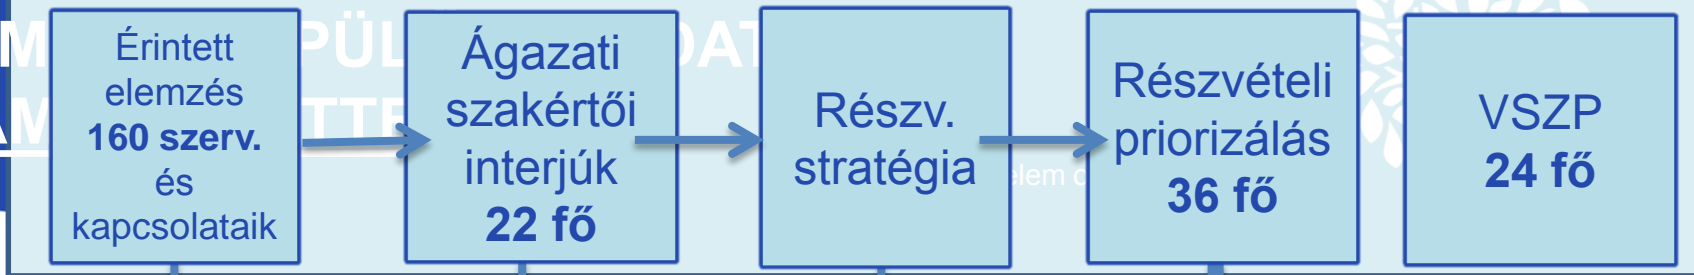 Érintett
elemzés
160 szerv.
és
kapcsolataik
Ágazati
szakértői
interjúk
22 fő
Részv.
stratégia
Részvételi
priorizálás
36 fő
VSZP
24 fő